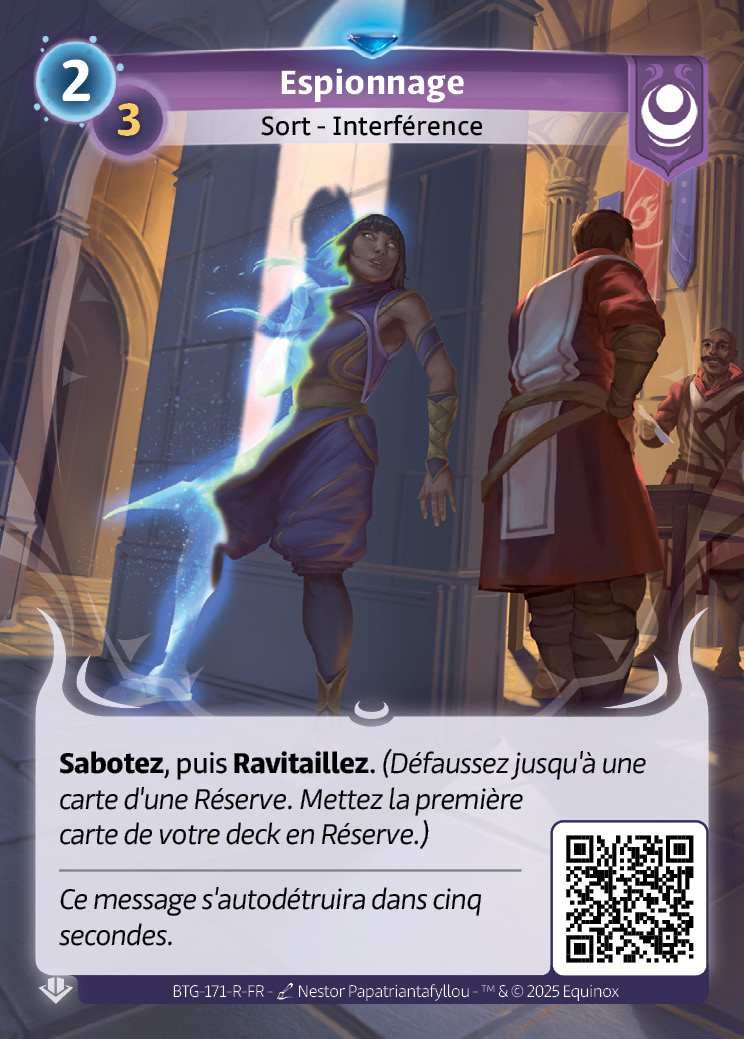 2
Espionnage
3
Sort - Interférence
Sabotez, puis Ravitaillez. (Défaussez jusqu'à une
carte d'une Réserve. Mettez la première
carte de votre deck en Réserve.)
Ce message s'autodétruira dans cinq
secondes.
BTG-171-R-FR - Nestor Papatriantafyllou - ™ & © 2025 Equinox